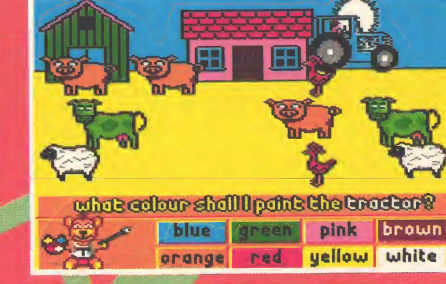 what colour shall I paint the tractor?
blue green pink brown
orange red yellow white